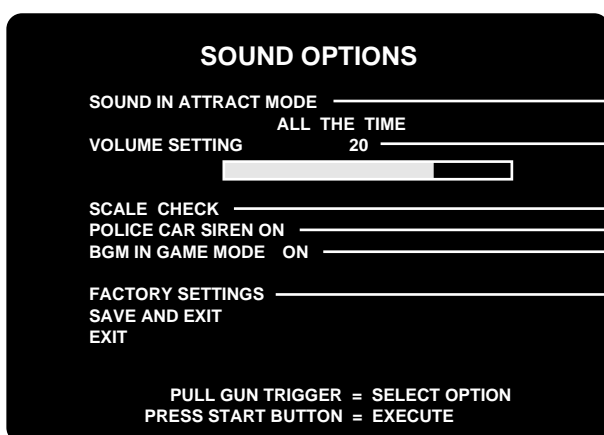 SOUND OPTIONS
SOUND IN ATTRACT MODE
ALL THE TIME
VOLUME SETTING 20
SCALE CHECK
POLICE CAR SIREN ON
BGM IN GAME MODE ON
FACTORY SETTINGS
SAVE AND EXIT
EXIT
PULL GUN TRIGGER = SELECT OPTION
PRESS START BUTTON = EXECUTE